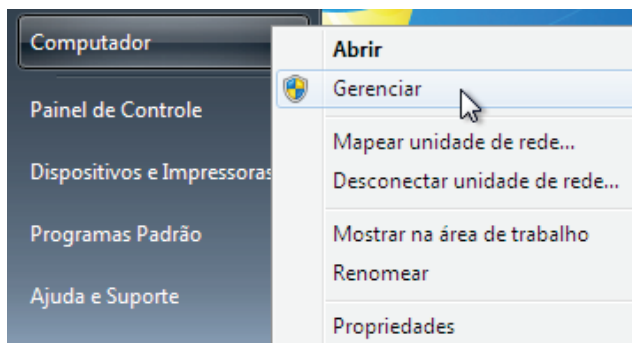 Computador
Painel de Controle
Dispositivos e Impressoras
Programas Padrão
Ajuda e Suporte
Abrir
Gerenciar
Mapear unidade de rede...
Desconectar unidade de rede...
Mostrar na área de trabalho
Renomear
Propriedades